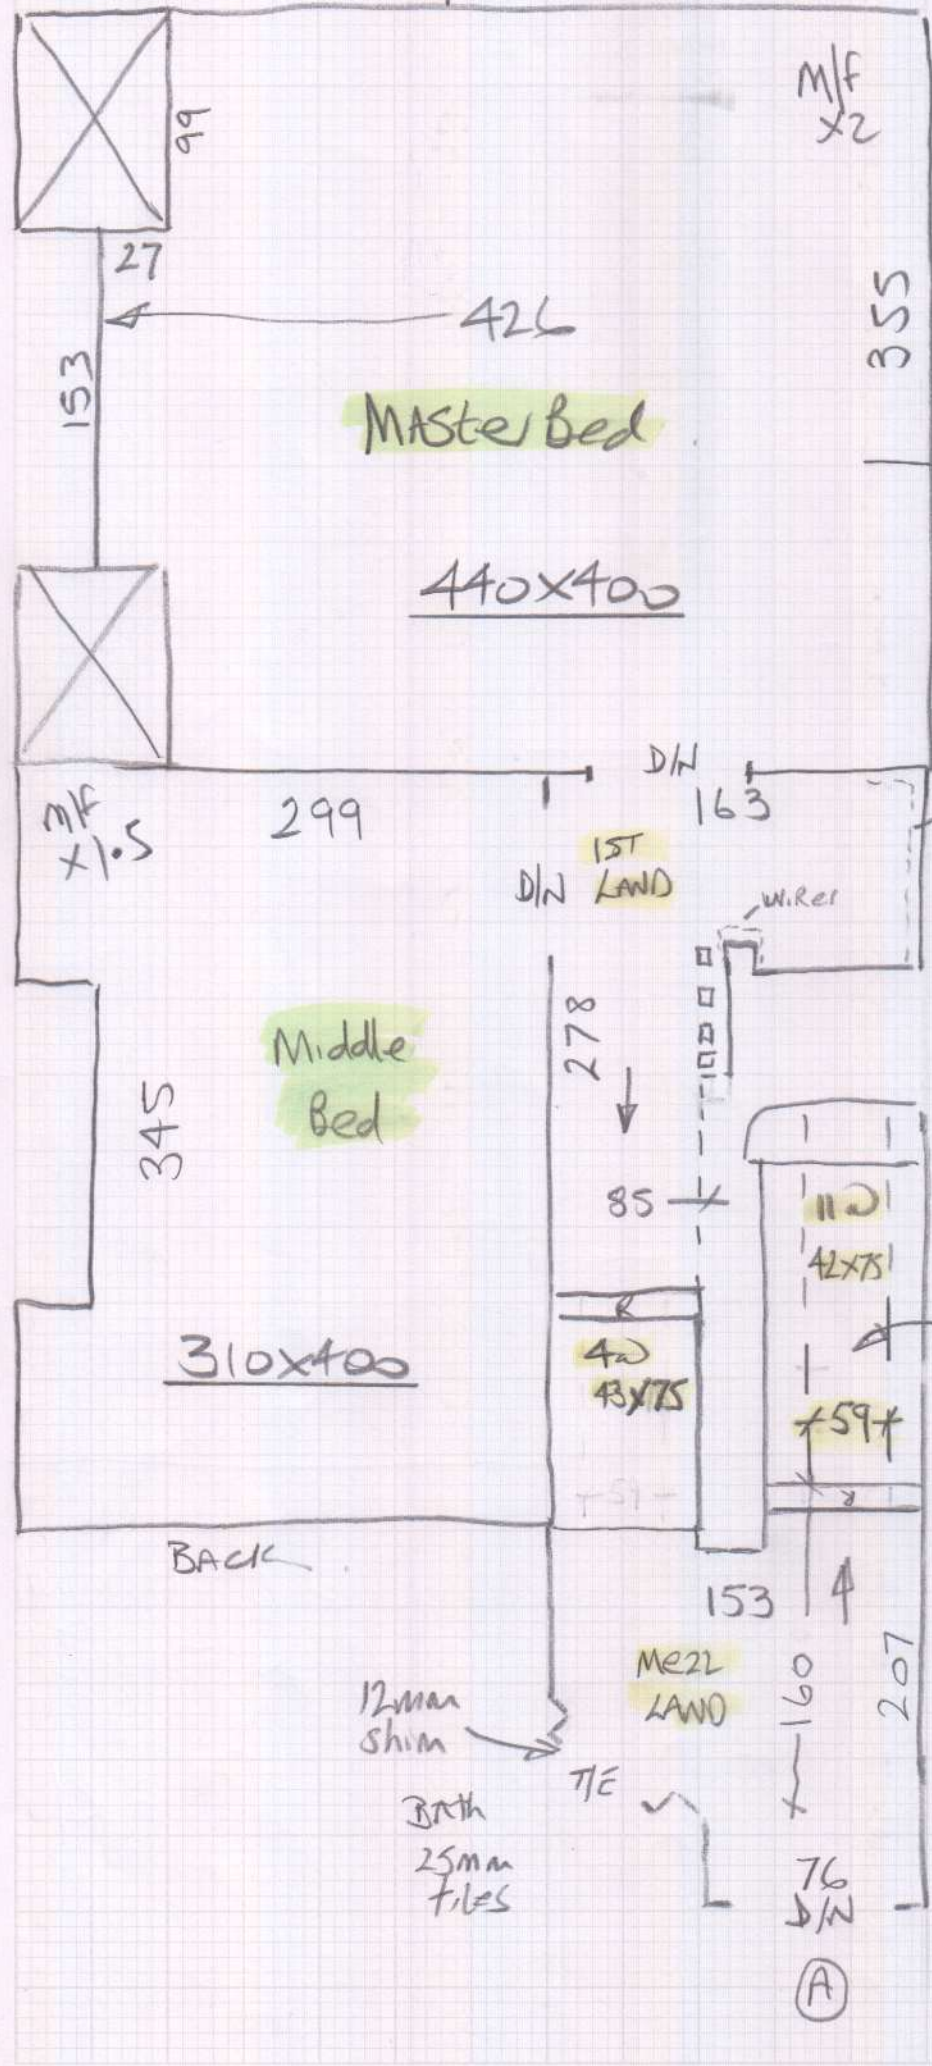 M/F
X2
99
27
426
355
153
Master Bed
440X400
D/N
163
M/F
X1.5
299
1ST
LAND
D/N
Wires
278
Middle
Bed
345
85
11W
42X75
310X400
R
4W
43X75
+59+
+59+
R
BACK
153
160
207
Mezz
LAND
12mm
Shim
T/E
BATH
25mm
tiles
76
D/N
A